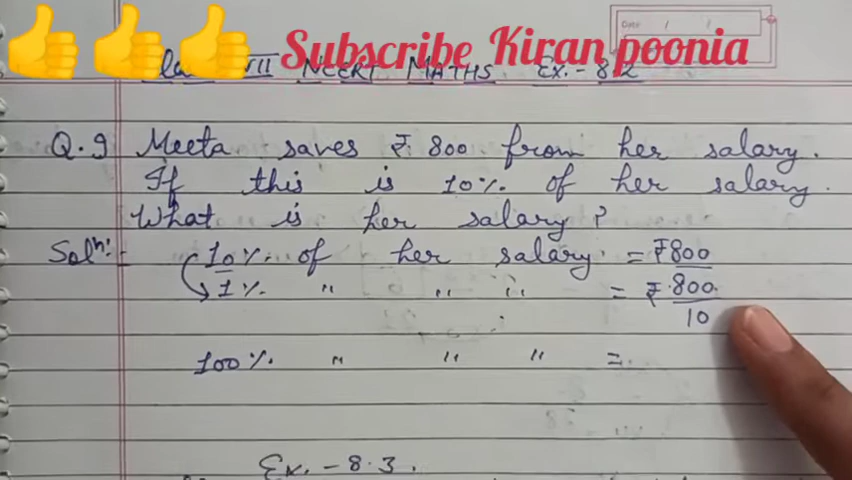 Subscribe Kiran poonia
Date: / /
VII NCERT MATHS Ex.- 8.2
Q.9 Meeta saves ₹ 800 from her salary.
If this is 10% of her salary.
What is her salary?
Solⁿ:- 10% of her salary = ₹800
1% " " " = ₹ 800
10
100% " " " =
Ex. - 8.3.